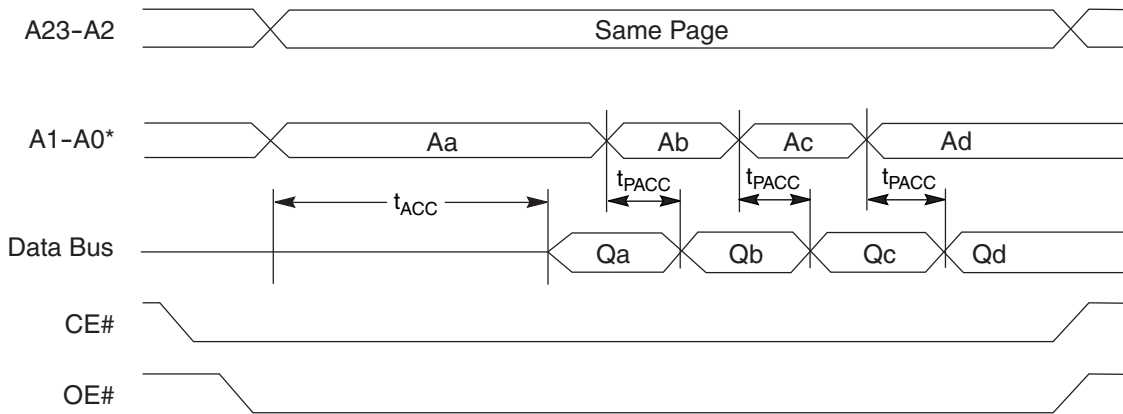 A23-A2
Same Page
A1-A0*
Aa
Ab
Ac
Ad
tACC
tPACC
tPACC
tPACC
Data Bus
Qa
Qb
Qc
Qd
CE#
OE#